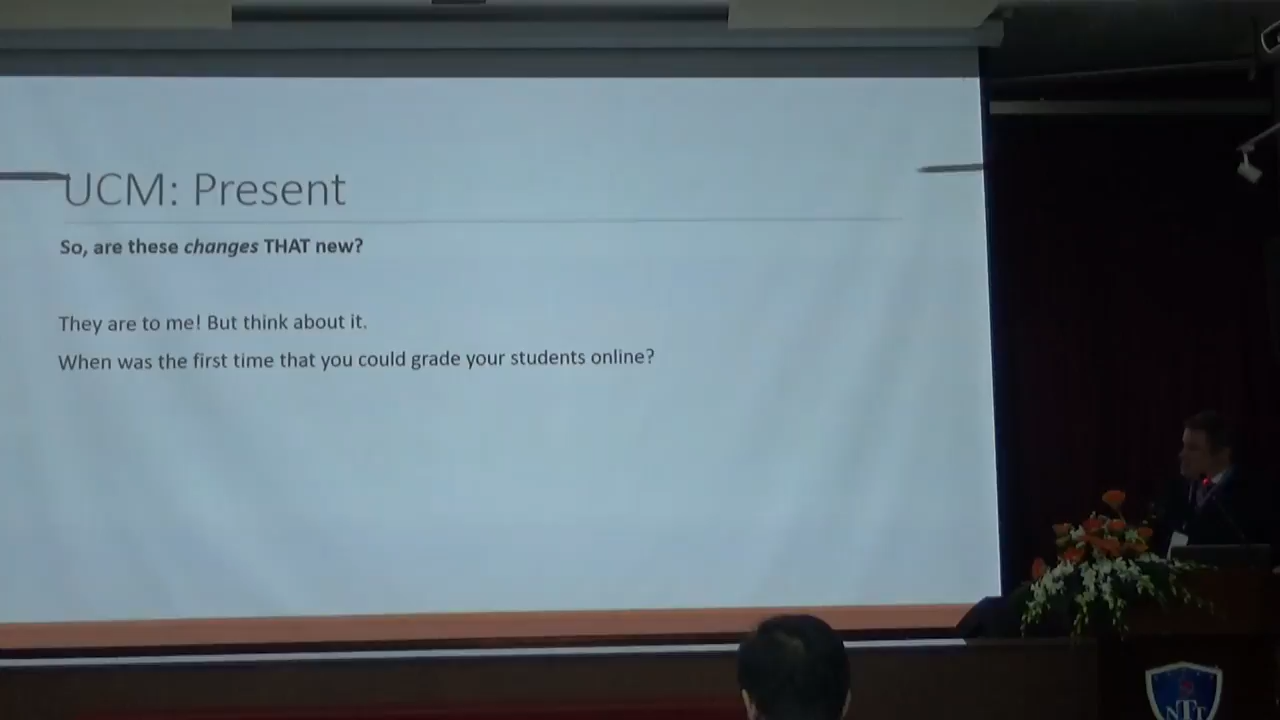 UCM: Present
So, are these changes THAT new?
They are to me! But think about it.
When was the first time that you could grade your students online?
NTT